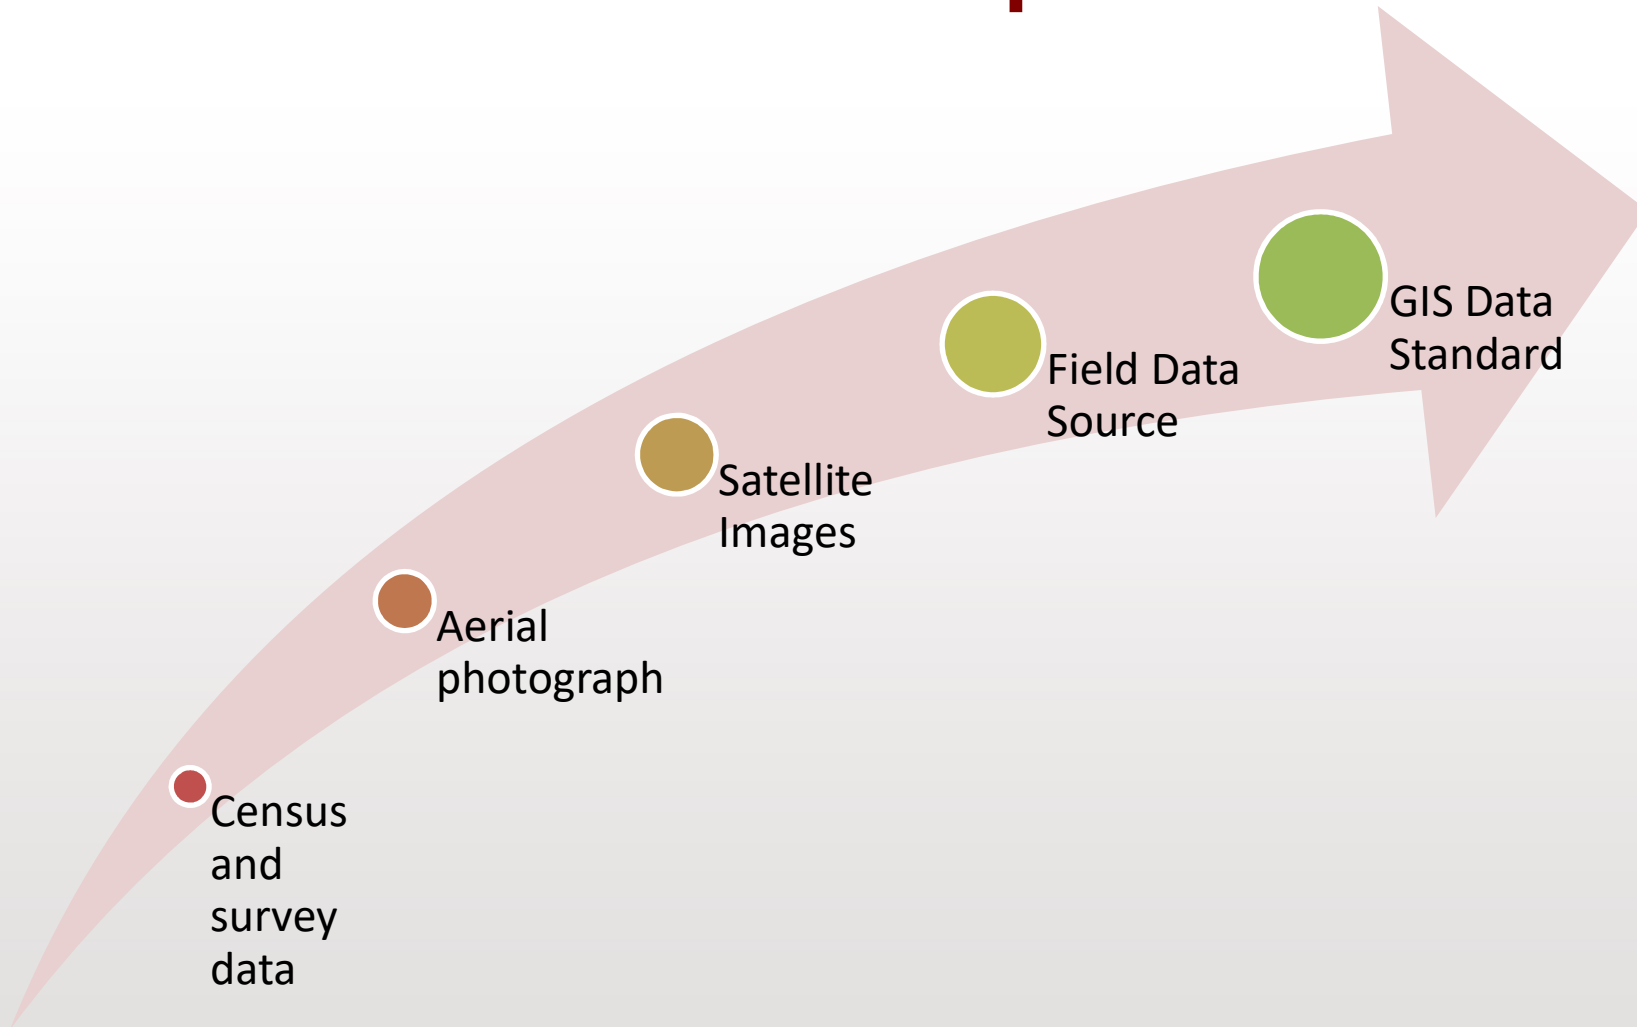 Census
and
survey
data
Aerial
photograph
Satellite
Images
Field Data
Source
GIS Data
Standard